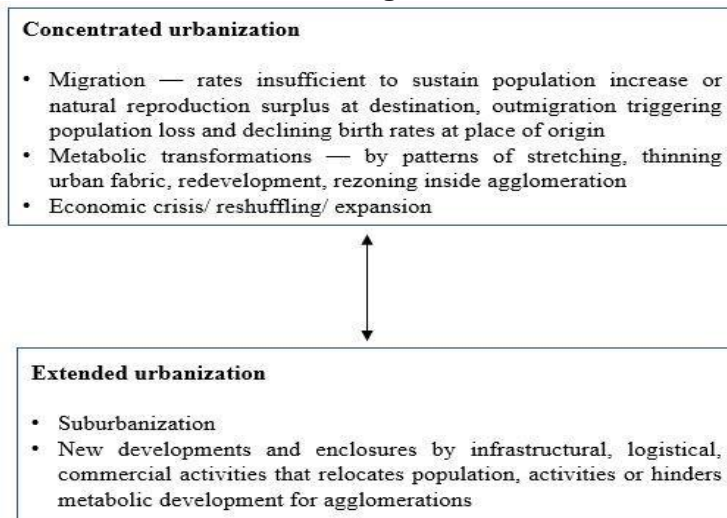 Concentrated urbanization
• Migration — rates insufficient to sustain population increase or
natural reproduction surplus at destination, outmigration triggering
population loss and declining birth rates at place of origin
• Metabolic transformations — by patterns of stretching, thinning
urban fabric, redevelopment, rezoning inside agglomeration
• Economic crisis/ reshuffling/ expansion
Extended urbanization
• Suburbanization
• New developments and enclosures by infrastructural, logistical,
commercial activities that relocates population, activities or hinders
metabolic development for agglomerations